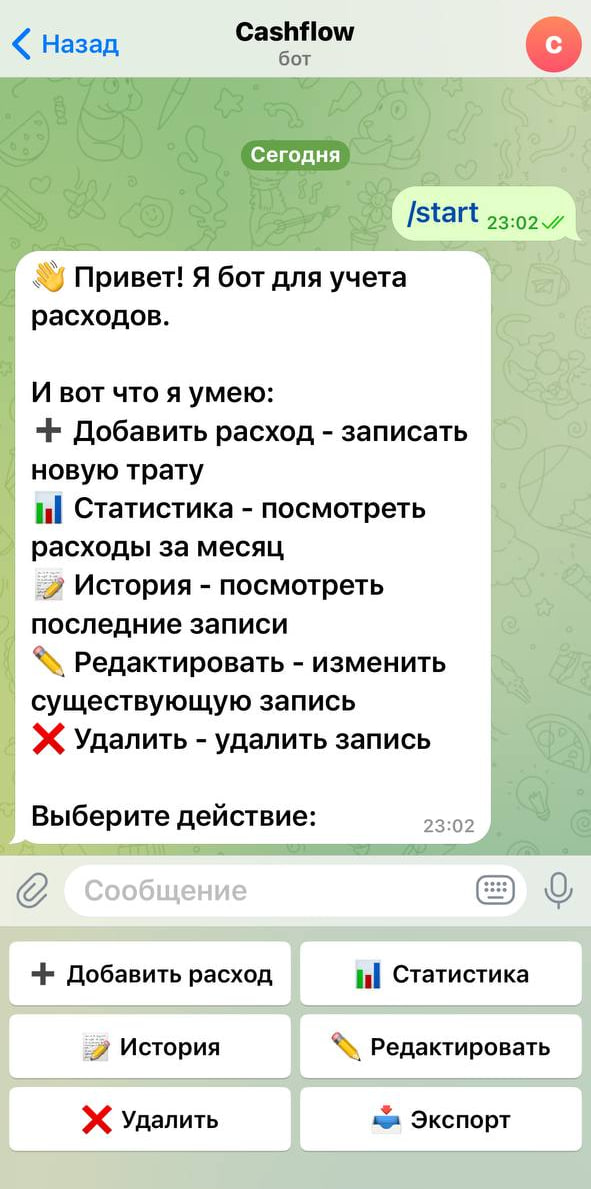 Назад
Cashflow
бот
C
Сегодня
/start 23:02
👋 Привет! Я бот для учета
расходов.
И вот что я умею:
➕ Добавить расход - записать
новую трату
📊 Статистика - посмотреть
расходы за месяц
📝 История - посмотреть
последние записи
✏️ Редактировать - изменить
существующую запись
❌ Удалить - удалить запись
Выберите действие:
23:02
Сообщение
➕ Добавить расход
📊 Статистика
📝 История
✏️ Редактировать
❌ Удалить
📥 Экспорт